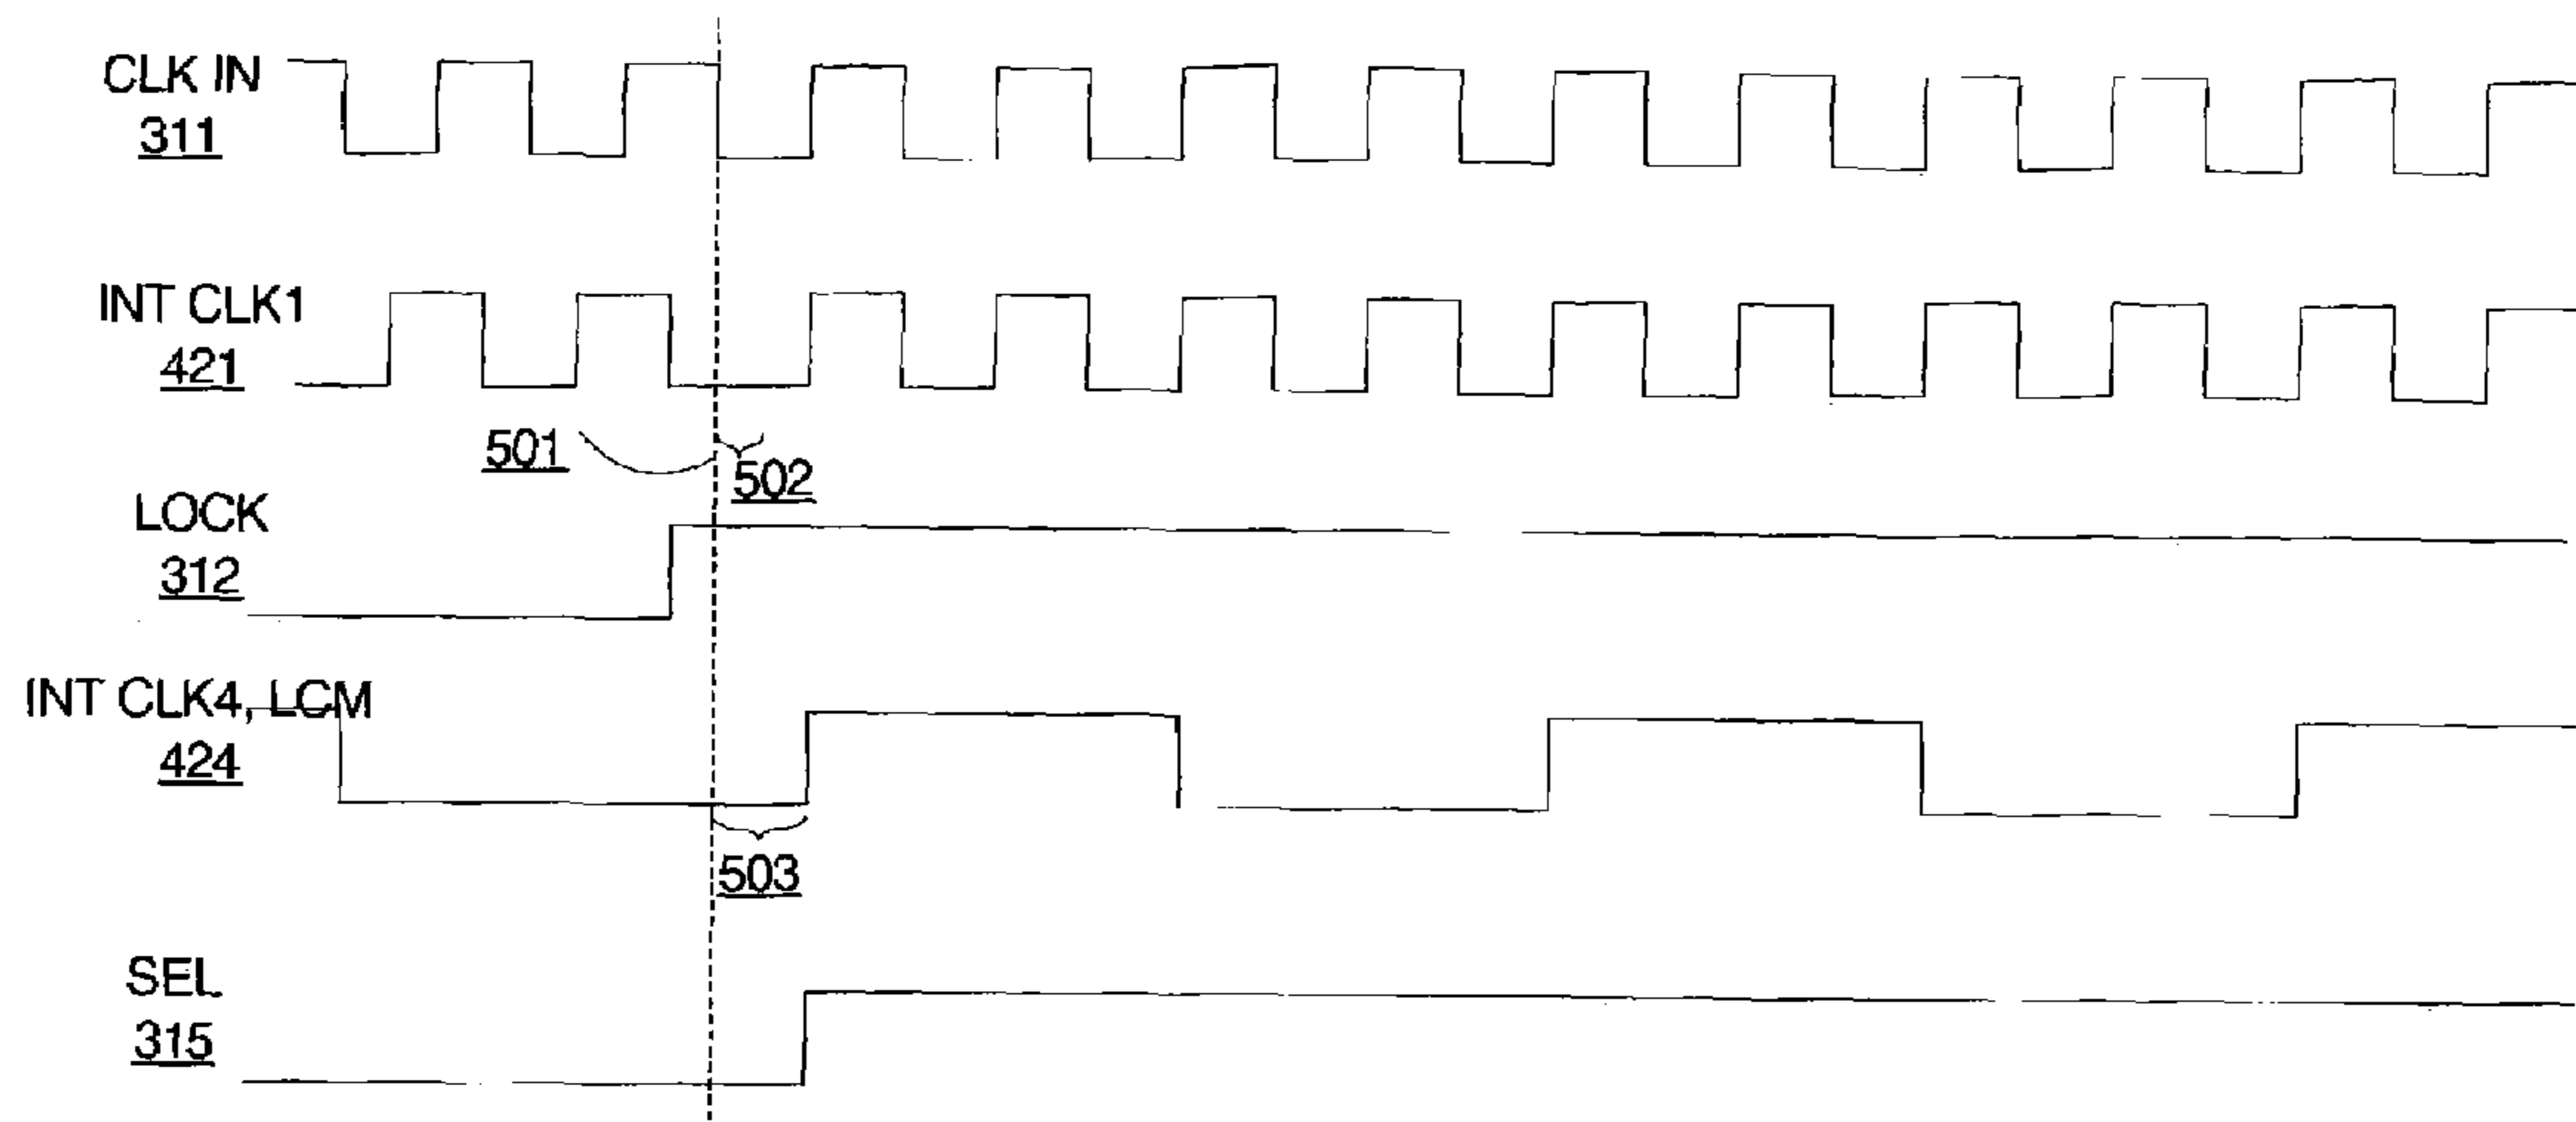 CLK IN
311
INT CLK1
421
501
502
LOCK
312
INT CLK4, LCM
424
503
SEL
315